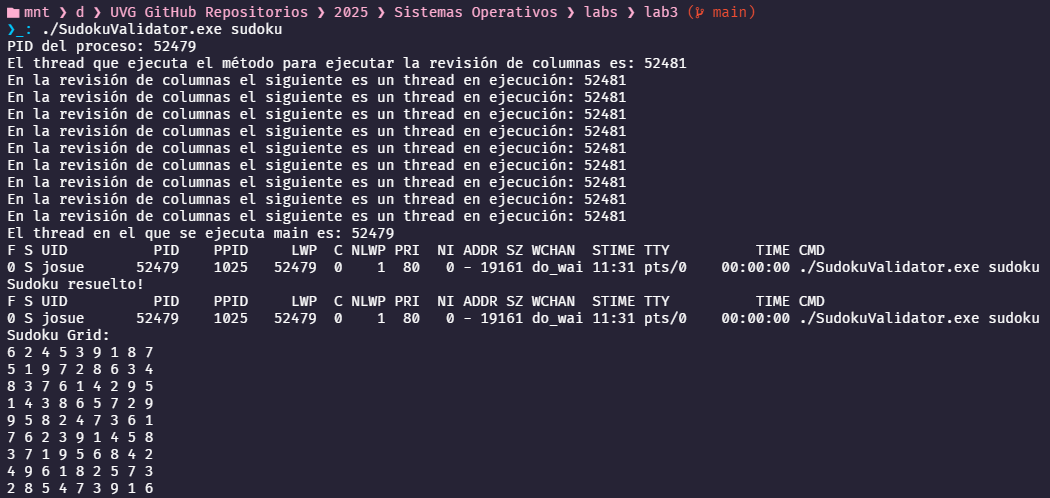 mnt ❯ d ❯ UVG GitHub Repositorios ❯ 2025 ❯ Sistemas Operativos ❯ labs ❯ lab3 ( main)
❯_: ./SudokuValidator.exe sudoku
PID del proceso: 52479
El thread que ejecuta el método para ejecutar la revisión de columnas es: 52481
En la revisión de columnas el siguiente es un thread en ejecución: 52481
En la revisión de columnas el siguiente es un thread en ejecución: 52481
En la revisión de columnas el siguiente es un thread en ejecución: 52481
En la revisión de columnas el siguiente es un thread en ejecución: 52481
En la revisión de columnas el siguiente es un thread en ejecución: 52481
En la revisión de columnas el siguiente es un thread en ejecución: 52481
En la revisión de columnas el siguiente es un thread en ejecución: 52481
En la revisión de columnas el siguiente es un thread en ejecución: 52481
En la revisión de columnas el siguiente es un thread en ejecución: 52481
El thread en el que se ejecuta main es: 52479
F S UID          PID    PPID     LWP  C NLWP PRI  NI ADDR SZ WCHAN  STIME TTY          TIME CMD
0 S josue      52479    1025   52479  0    1  80   0 - 19161 do_wai 11:31 pts/0    00:00:00 ./SudokuValidator.exe sudoku
Sudoku resuelto!
F S UID          PID    PPID     LWP  C NLWP PRI  NI ADDR SZ WCHAN  STIME TTY          TIME CMD
0 S josue      52479    1025   52479  0    1  80   0 - 19161 do_wai 11:31 pts/0    00:00:00 ./SudokuValidator.exe sudoku
Sudoku Grid:
6 2 4 5 3 9 1 8 7
5 1 9 7 2 8 6 3 4
8 3 7 6 1 4 2 9 5
1 4 3 8 6 5 7 2 9
9 5 8 2 4 7 3 6 1
7 6 2 3 9 1 4 5 8
3 7 1 9 5 6 8 4 2
4 9 6 1 8 2 5 7 3
2 8 5 4 7 3 9 1 6